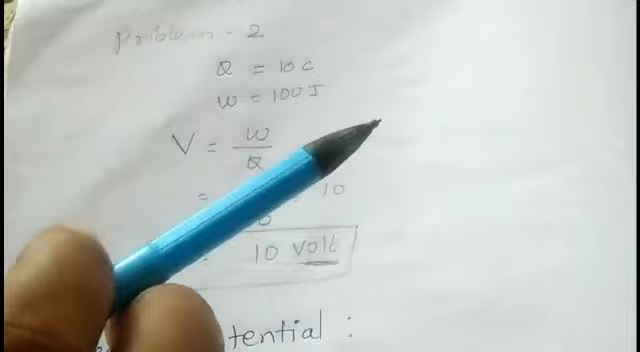 Problem - 2
Q = 10 C
W = 100 J
V = W / Q
= 10
10 Volt
tential :